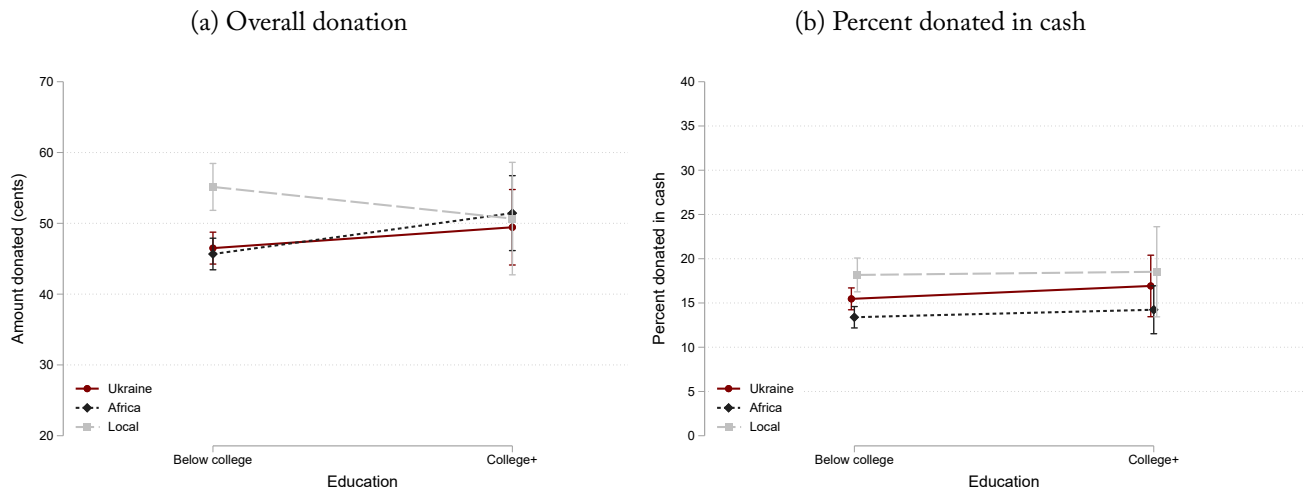 (a) Overall donation
70
60
50
40
30
20
Amount donated (cents)
Ukraine
Africa
Local
Below college
College+
Education
(b) Percent donated in cash
40
35
30
25
20
15
10
5
0
Percent donated in cash
Ukraine
Africa
Local
Below college
College+
Education